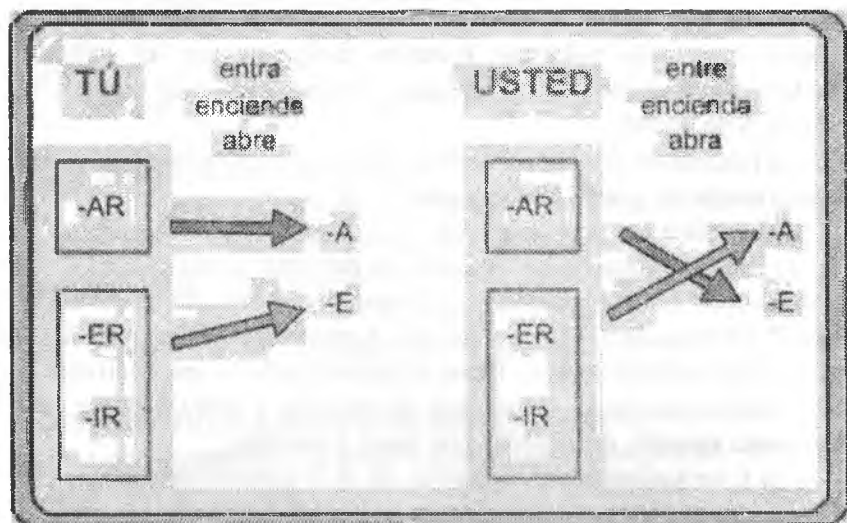 TÚ
entra
enciende
abre
-AR
-A
-E
-ER
-IR
USTED
entre
encienda
abra
-AR
-A
-E
-ER
-IR